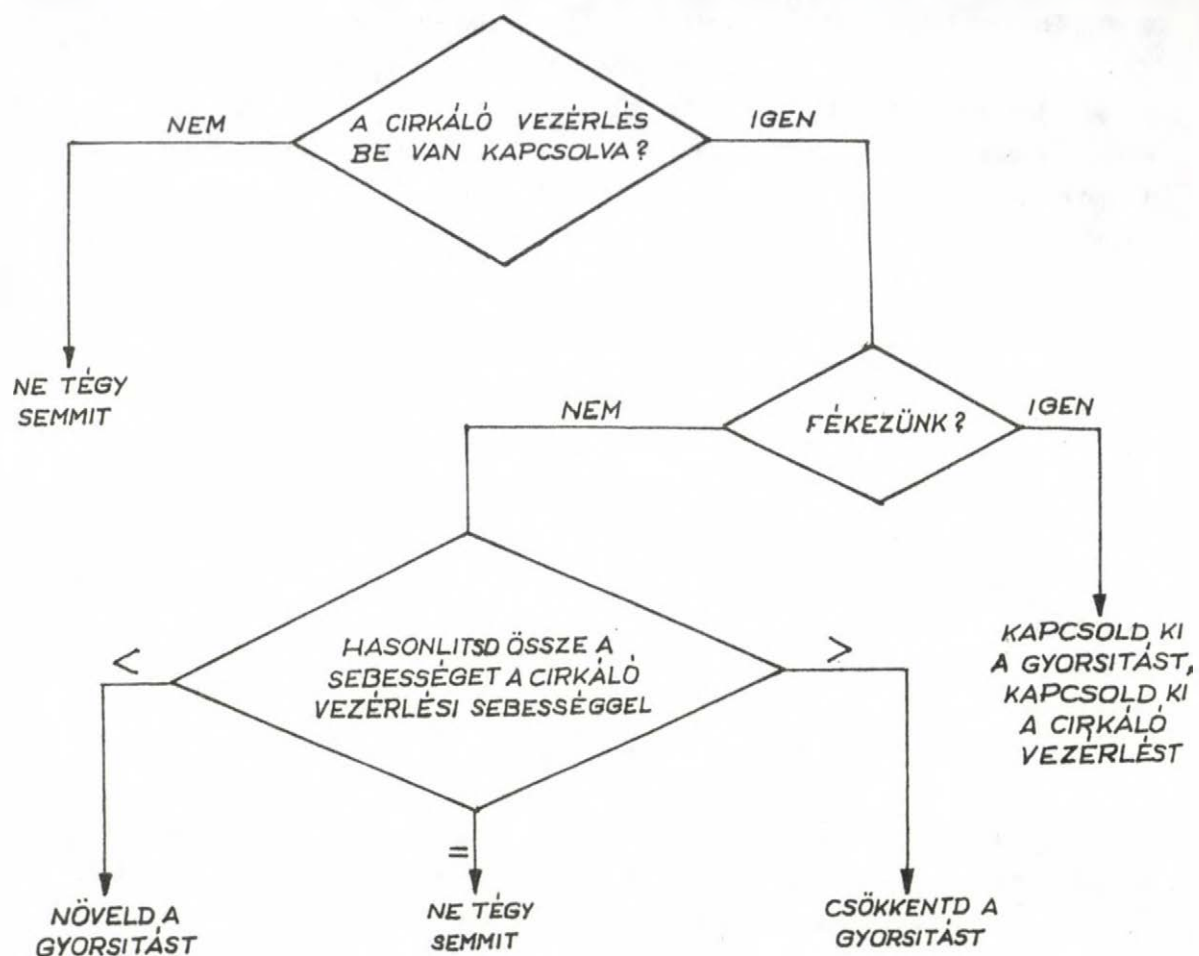 NEM
A CIRKÁLÓ VEZÉRLÉS
BE VAN KAPCSOLVA?
IGEN
NE TÉGY
SEMMIT
NEM
FÉKEZÜNK?
IGEN
<
HASONLITSD ÖSSZE A
SEBESSÉGET A CIRKÁLÓ
VEZÉRLÉSI SEBESSÉGGEL
>
KAPCSOLD KI
A GYORSITÁST,
KAPCSOLD KI
A CIRKÁLÓ
VEZÉRLÉST
=
NÖVELD A
GYORSITÁST
NE TÉGY
SEMMIT
CSÖKKENTD A
GYORSITÁST